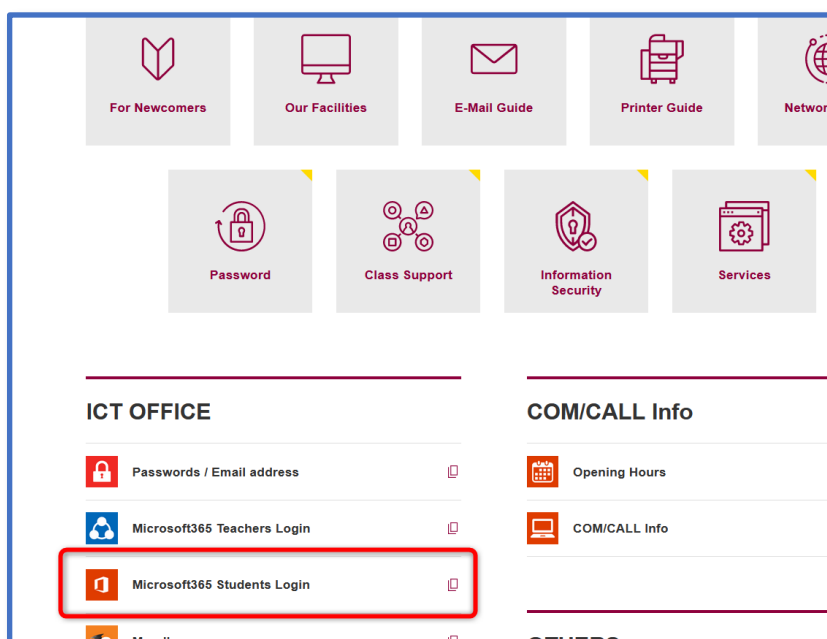 For Newcomers
Our Facilities
E-Mail Guide
Printer Guide
Password
Class Support
Information
Security
Services
ICT OFFICE
Passwords / Email address
Microsoft365 Teachers Login
Microsoft365 Students Login
COM/CALL Info
Opening Hours
COM/CALL Info